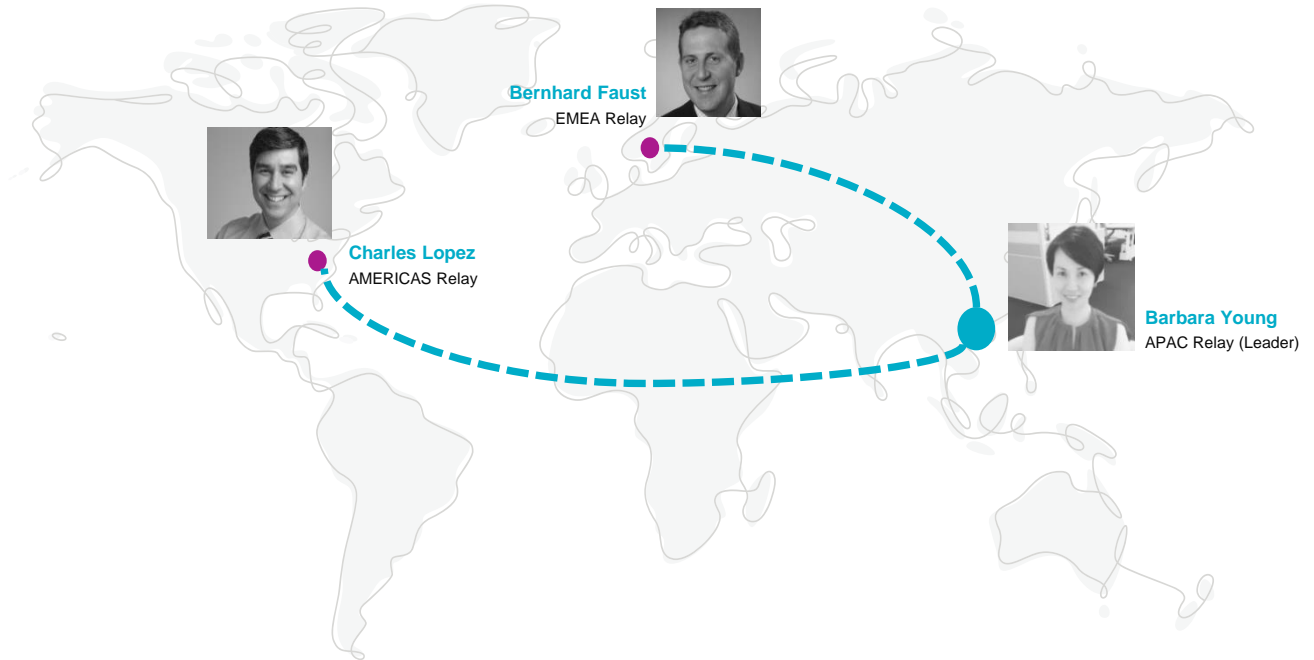 Bernhard Faust
EMEA Relay
Charles Lopez
AMERICAS Relay
Barbara Young
APAC Relay (Leader)